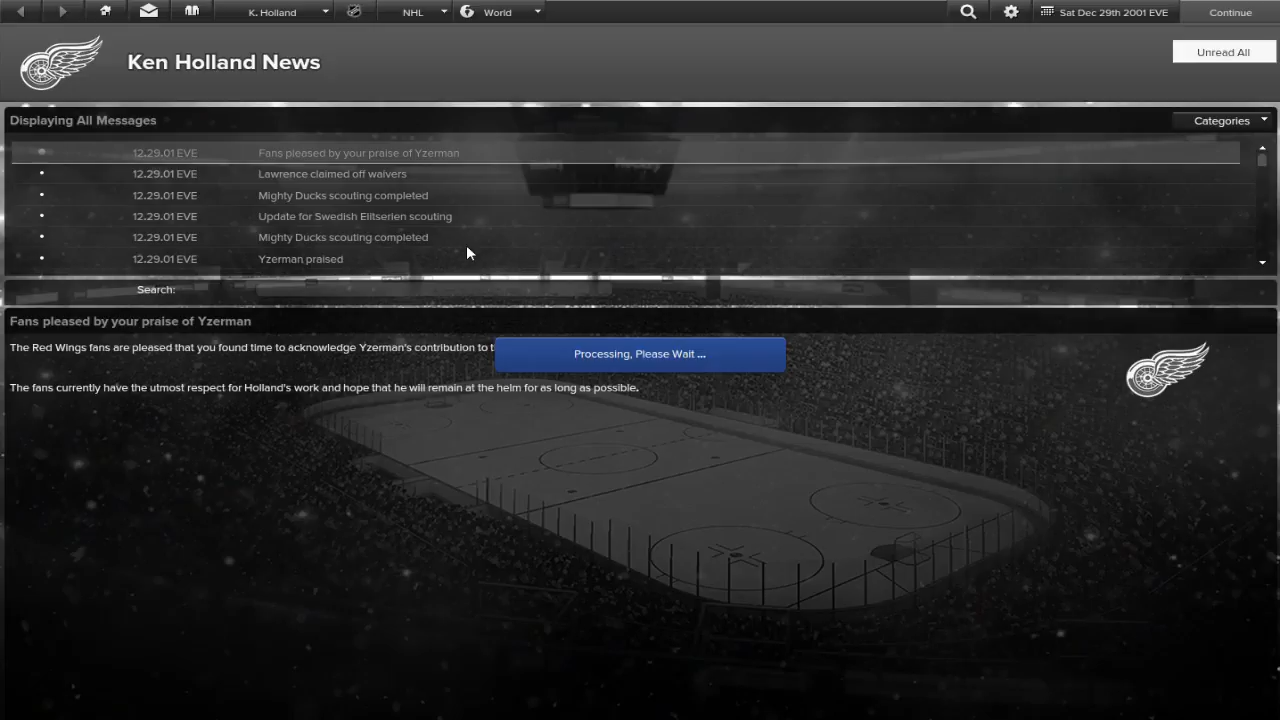 K. Holland NHL World Sat Dec 29th 2001 EVE Continue
Ken Holland News
Unread All
Displaying All Messages Categories
12.29.01 EVE Fans pleased by your praise of Yzerman
12.29.01 EVE Lawrence claimed off waivers
12.29.01 EVE Mighty Ducks scouting completed
12.29.01 EVE Update for Swedish Elitserien scouting
12.29.01 EVE Mighty Ducks scouting completed
12.29.01 EVE Yzerman praised
Search:
Fans pleased by your praise of Yzerman
The Red Wings fans are pleased that you found time to acknowledge Yzerman's contribution to t
Processing, Please Wait ...
The fans currently have the utmost respect for Holland's work and hope that he will remain at the helm for as long as possible.